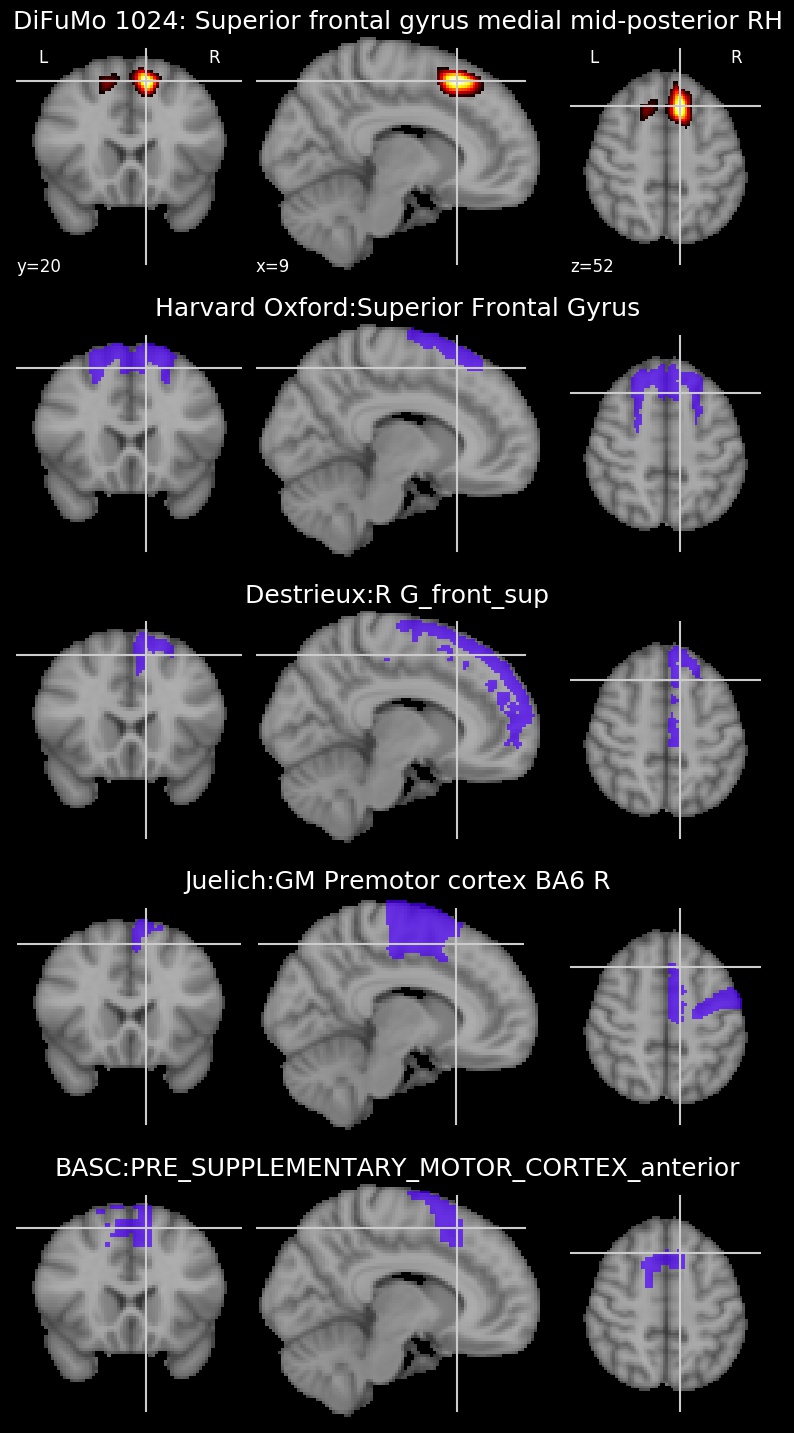 DiFuMo 1024: Superior frontal gyrus medial mid-posterior RH
L R L R
y=20 x=9 z=52
Harvard Oxford:Superior Frontal Gyrus
Destrieux:R G_front_sup
Juelich:GM Premotor cortex BA6 R
BASC:PRE_SUPPLEMENTARY_MOTOR_CORTEX_anterior